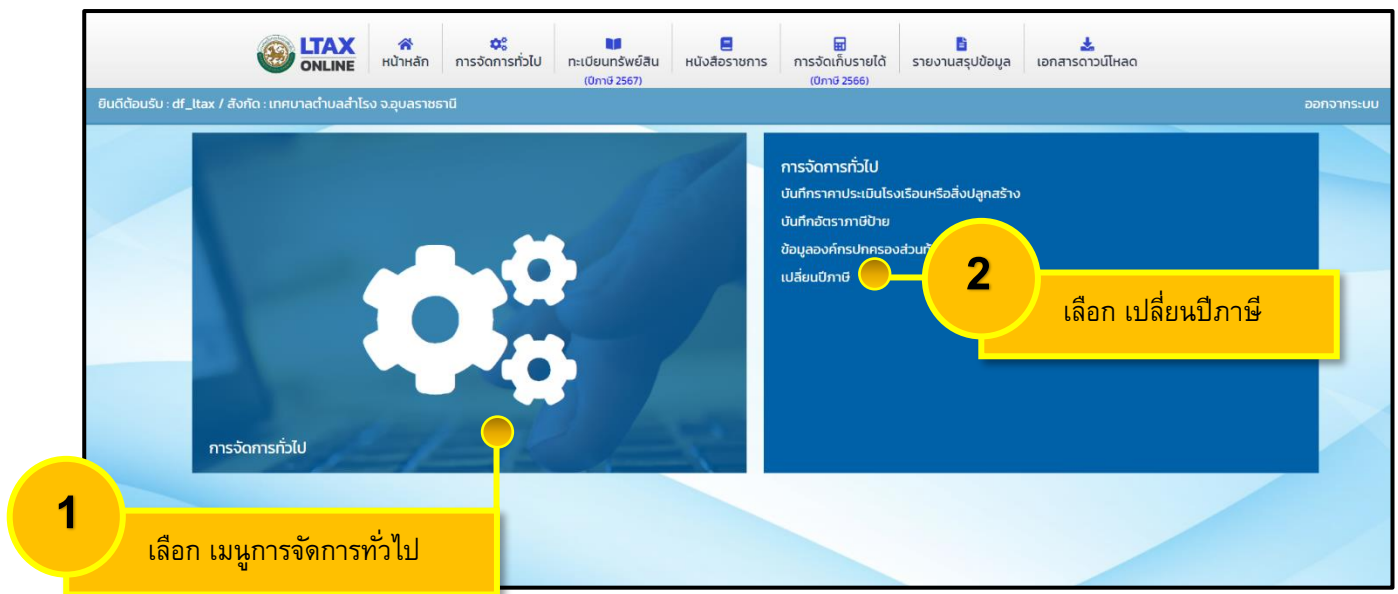 LTAX
ONLINE
หน้าหลัก
การจัดการทั่วไป
ทะเบียนทรัพย์สิน
(ปีภาษี 2567)
หนังสือราชการ
การจัดเก็บรายได้
(ปีภาษี 2566)
รายงานสรุปข้อมูล
เอกสารดาวน์โหลด
ยินดีต้อนรับ : df_ltax / สังกัด : เทศบาลตำบลสำโรง จ.อุบลราชธานี
ออกจากระบบ
การจัดการทั่วไป
การจัดการทั่วไป
บันทึกราคาประเมินโรงเรือนหรือสิ่งปลูกสร้าง
บันทึกอัตราภาษีป้าย
ข้อมูลองค์กรปกครองส่วนท
เปลี่ยนปีภาษี
2
เลือก เปลี่ยนปีภาษี
1
เลือก เมนูการจัดการทั่วไป